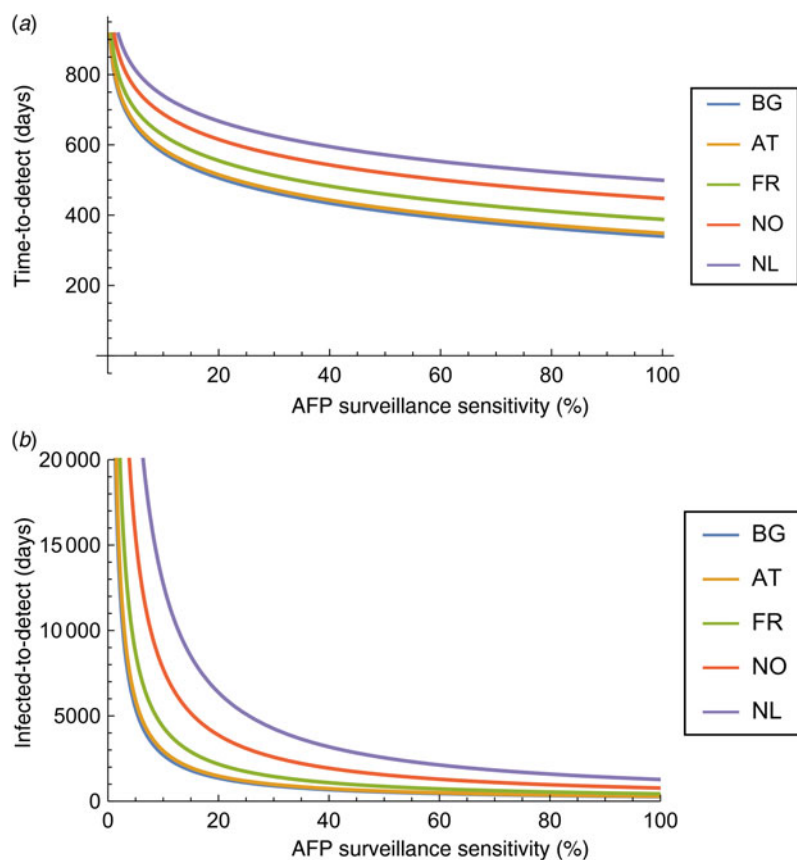 (a)
Time-to-detect (days)
800
600
400
200
20 40 60 80 100
AFP surveillance sensitivity (%)
BG
AT
FR
NO
NL
(b)
Infected-to-detect (days)
20 000
15 000
10 000
5000
0
0 20 40 60 80 100
AFP surveillance sensitivity (%)
BG
AT
FR
NO
NL